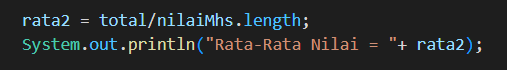 rata2 = total/nilaiMhs.length;
System.out.println("Rata-Rata Nilai = "+ rata2);